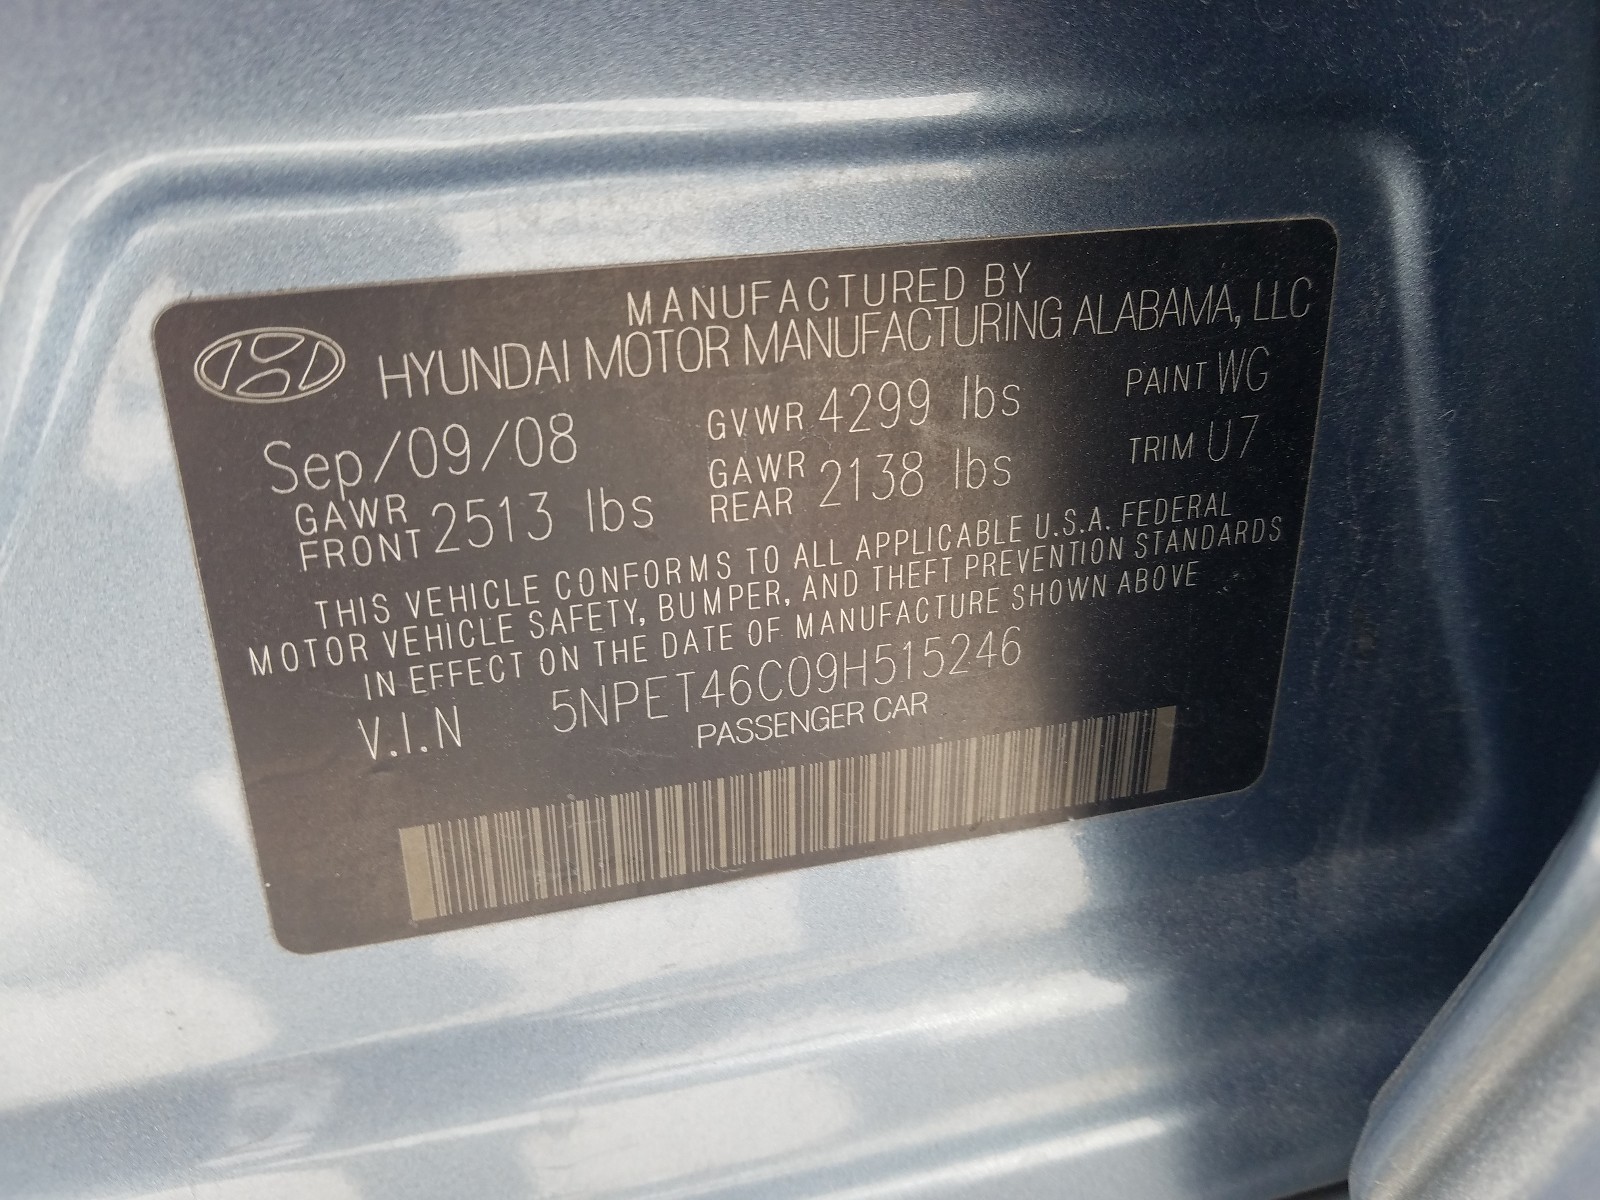 MANUFACTURED BY
HYUNDAI MOTOR MANUFACTURING ALABAMA, LLC
Sep/09/08 GVWR 4299 lbs PAINT WG
GAWR FRONT 2513 lbs GAWR REAR 2138 lbs TRIM U7
THIS VEHICLE CONFORMS TO ALL APPLICABLE U.S.A. FEDERAL
MOTOR VEHICLE SAFETY, BUMPER, AND THEFT PREVENTION STANDARDS
IN EFFECT ON THE DATE OF MANUFACTURE SHOWN ABOVE
V.I.N 5NPET46C09H515246
PASSENGER CAR